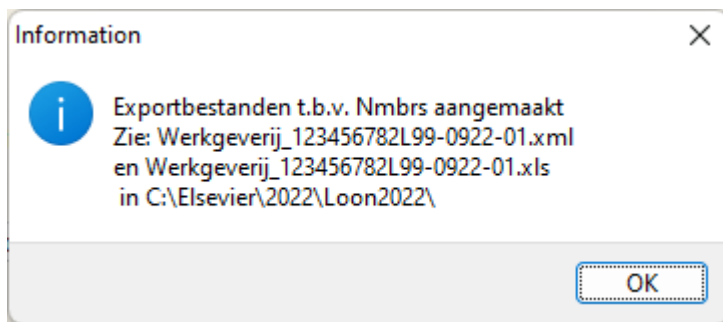 Information
Exportbestanden t.b.v. Nmbrs aangemaakt
Zie: Werkgeverij_123456782L99-0922-01.xml
en Werkgeverij_123456782L99-0922-01.xls
in C:\Elsevier\2022\Loon2022\
OK